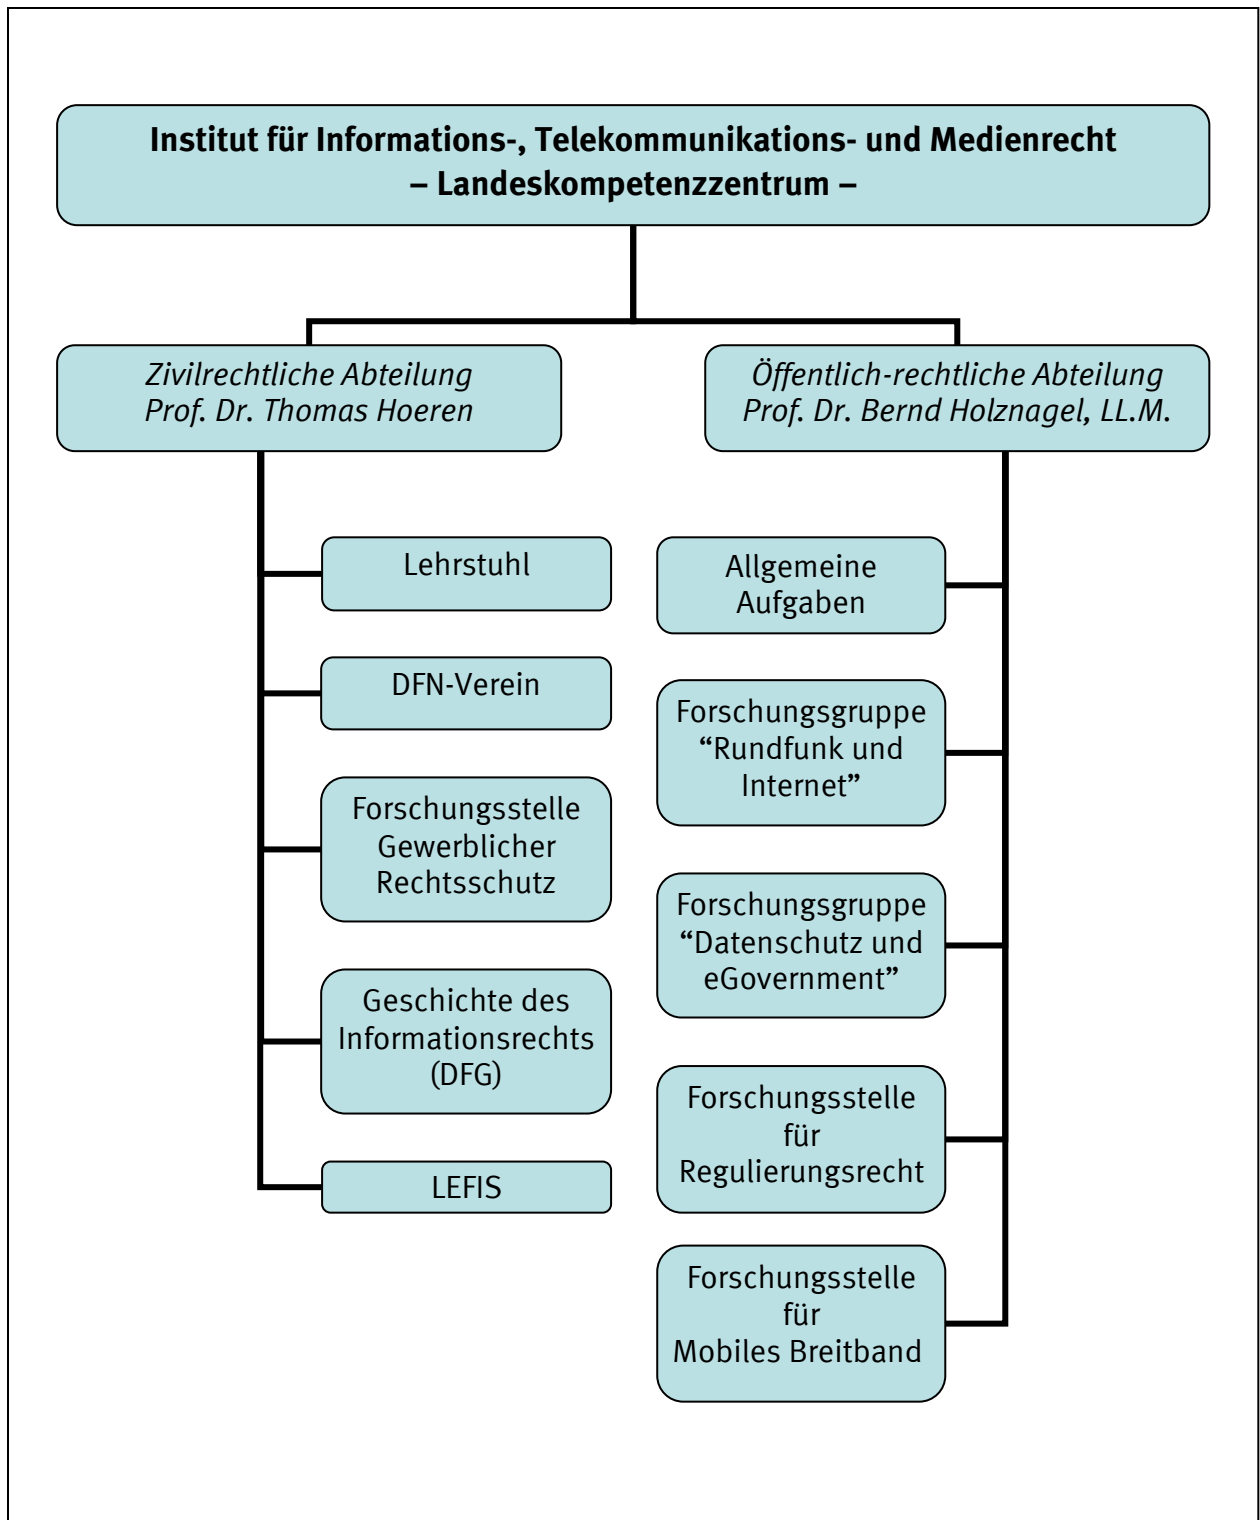 Institut für Informations-, Telekommunikations- und Medienrecht
– Landeskompetenzzentrum –
Zivilrechtliche Abteilung
Prof. Dr. Thomas Hoeren
Öffentlich-rechtliche Abteilung
Prof. Dr. Bernd Holznagel, LL.M.
Lehrstuhl
DFN-Verein
Forschungsstelle
Gewerblicher
Rechtsschutz
Geschichte des
Informationsrechts
(DFG)
LEFIS
Allgemeine
Aufgaben
Forschungsgruppe
“Rundfunk und
Internet”
Forschungsgruppe
“Datenschutz und
eGovernment”
Forschungsstelle
für
Regulierungsrecht
Forschungsstelle
für
Mobiles Breitband